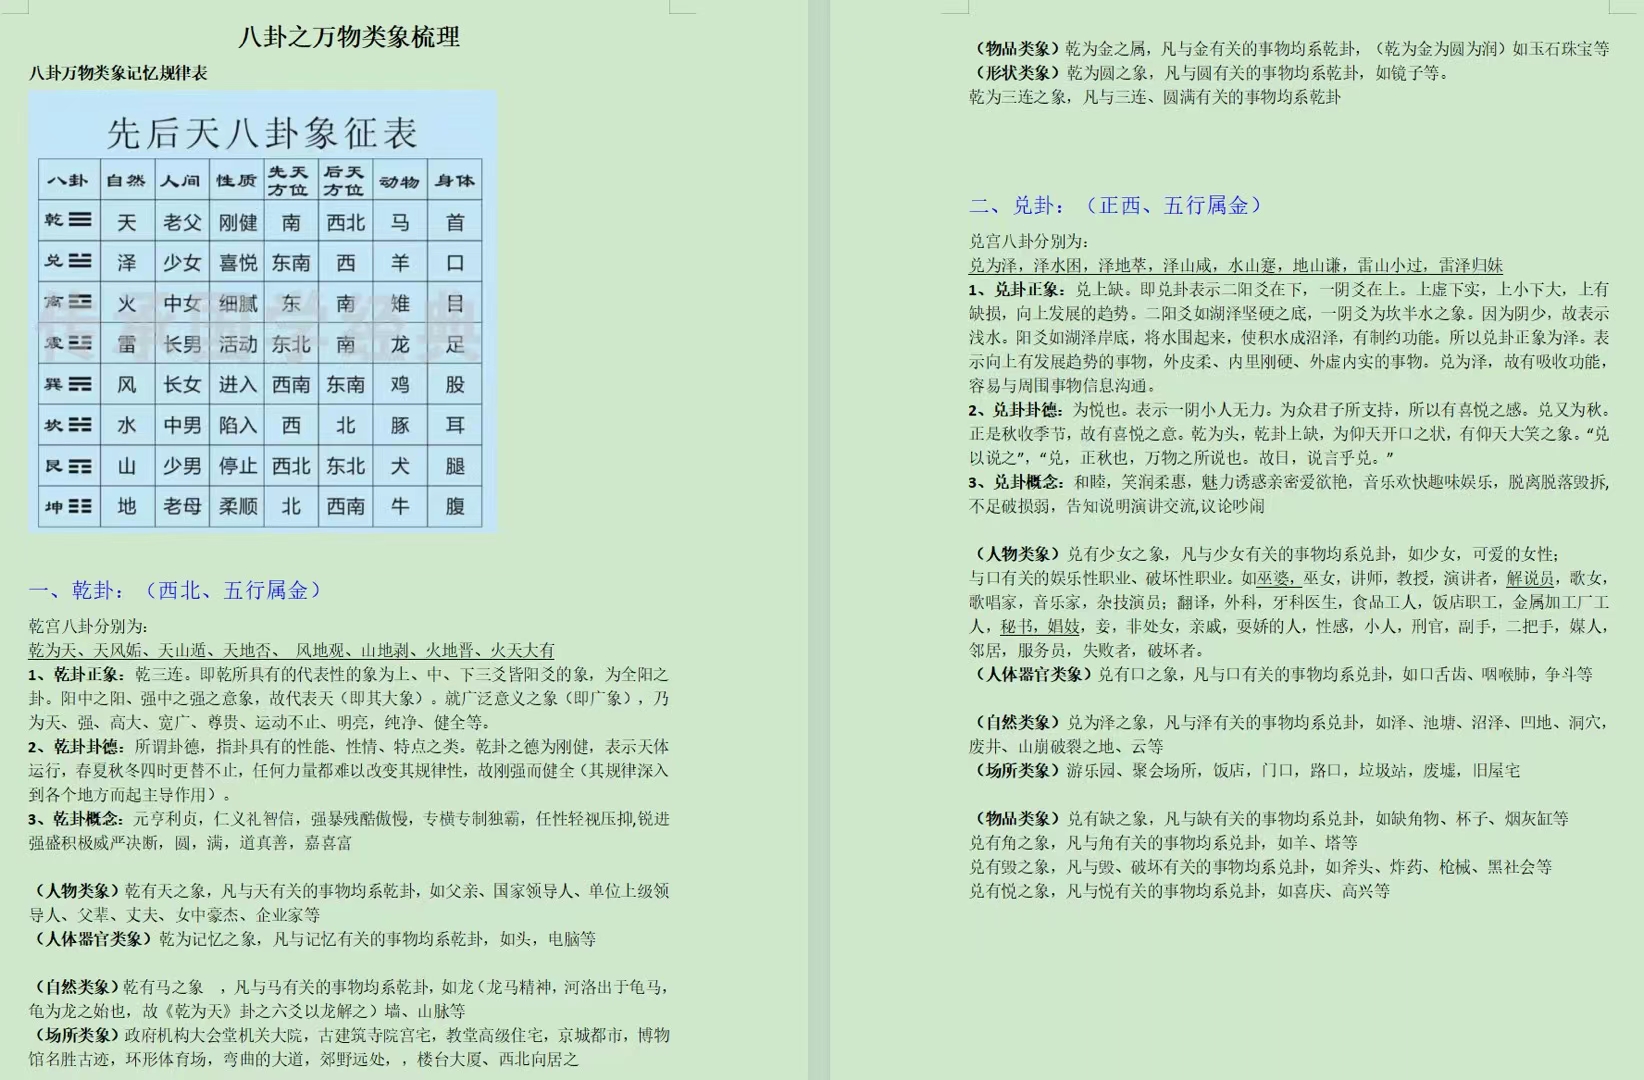 八卦之万物类象梳理
八卦万物类象记忆规律表
先后天八卦象征表
八卦 自然 人间 性质 先天方位 后天方位 动物 身体
乾☰ 天 老父 刚健 南 西北 马 首
兑☱ 泽 少女 喜悦 东南 西 羊 口
离☲ 火 中女 细腻 东 南 雉 目
震☳ 雷 长男 活动 东北 南 龙 足
巽☴ 风 长女 进入 西南 东南 鸡 股
坎☵ 水 中男 陷入 西 北 豚 耳
艮☶ 山 少男 停止 西北 东北 犬 腿
坤☷ 地 老母 柔顺 北 西南 牛 腹
传承国学经典
一、乾卦：（西北、五行属金）
乾宫八卦分别为：
乾为天、天风姤、天山遁、天地否、 风地观、山地剥、火地晋、火天大有
1、乾卦正象：乾三连。即乾所具有的代表性的象为上、中、下三爻皆阳爻的象，为全阳之
卦。阳中之阳、强中之强之意象，故代表天（即其大象）。就广泛意义之象（即广象），乃
为天、强、高大、宽广、尊贵、运动不止、明亮，纯净、健全等。
2、乾卦卦德：所谓卦德，指卦具有的性能、性情、特点之类。乾卦之德为刚健，表示天体
运行，春夏秋冬四时更替不止，任何力量都难以改变其规律性，故刚强而健全（其规律深入
到各个地方而起主导作用）。
3、乾卦概念：元亨利贞，仁义礼智信，强暴残酷傲慢，专横专制独霸，任性轻视压抑,锐进
强盛积极威严决断，圆，满，道真善，嘉喜富
（人物类象）乾有天之象，凡与天有关的事物均系乾卦，如父亲、国家领导人、单位上级领
导人、父辈、丈夫、女中豪杰、企业家等
（人体器官类象）乾为记忆之象，凡与记忆有关的事物均系乾卦，如头，电脑等
（自然类象）乾有马之象 ，凡与马有关的事物均系乾卦，如龙（龙马精神，河洛出于龟马，
龟为龙之始也，故《乾为天》卦之六爻以龙解之）墙、山脉等
（场所类象）政府机构大会堂机关大院，古建筑寺院宫宅，教堂高级住宅，京城都市，博物
馆名胜古迹，环形体育场，弯曲的大道，郊野远处，，楼台大厦、西北向居之
（物品类象）乾为金之属，凡与金有关的事物均系乾卦，（乾为金为圆为润）如玉石珠宝等
（形状类象）乾为圆之象，凡与圆有关的事物均系乾卦，如镜子等。
乾为三连之象，凡与三连、圆满有关的事物均系乾卦
二、兑卦：（正西、五行属金）
兑宫八卦分别为：
兑为泽，泽水困，泽地萃，泽山咸，水山蹇，地山谦，雷山小过，雷泽归妹
1、兑卦正象：兑上缺。即兑卦表示二阳爻在下，一阴爻在上。上虚下实，上小下大，上有
缺损，向上发展的趋势。二阳爻如湖泽坚硬之底，一阴爻为坎半水之象。因为阴少，故表示
浅水。阳爻如湖泽岸底，将水围起来，使积水成沼泽，有制约功能。所以兑卦正象为泽。表
示向上有发展趋势的事物，外皮柔、内里刚硬、外虚内实的事物。兑为泽，故有吸收功能，
容易与周围事物信息沟通。
2、兑卦卦德：为悦也。表示一阴小人无力。为众君子所支持，所以有喜悦之感。兑又为秋。
正是秋收季节，故有喜悦之意。乾为头，乾卦上缺，为仰天开口之状，有仰天大笑之象。“兑
以说之”，“兑，正秋也，万物之所说也。故曰，说言乎兑。”
3、兑卦概念：和睦，笑润柔惠，魅力诱惑亲密爱欲艳，音乐欢快趣味娱乐，脱离脱落毁拆,
不足破损弱，告知说明演讲交流,议论吵闹
（人物类象）兑有少女之象，凡与少女有关的事物均系兑卦，如少女，可爱的女性；
与口有关的娱乐性职业、破坏性职业。如巫婆，巫女，讲师，教授，演讲者，解说员，歌女，
歌唱家，音乐家，杂技演员；翻译，外科，牙科医生，食品工人，饭店职工，金属加工厂工
人，秘书，娼妓，妾，非处女，亲戚，耍娇的人，性感，小人，刑官，副手，二把手，媒人，
邻居，服务员，失败者，破坏者。
（人体器官类象）兑有口之象，凡与口有关的事物均系兑卦，如口舌齿、咽喉肺，争斗等
（自然类象）兑为泽之象，凡与泽有关的事物均系兑卦，如泽、池塘、沼泽、凹地、洞穴，
废井、山崩破裂之地、云等
（场所类象）游乐园、聚会场所，饭店，门口，路口，垃圾站，废墟，旧屋宅
（物品类象）兑有缺之象，凡与缺有关的事物均系兑卦，如缺角物、杯子、烟灰缸等
兑有角之象，凡与角有关的事物均系兑卦，如羊、塔等
兑有毁之象，凡与毁、破坏有关的事物均系兑卦，如斧头、炸药、枪械、黑社会等
兑有悦之象，凡与悦有关的事物均系兑卦，如喜庆、高兴等